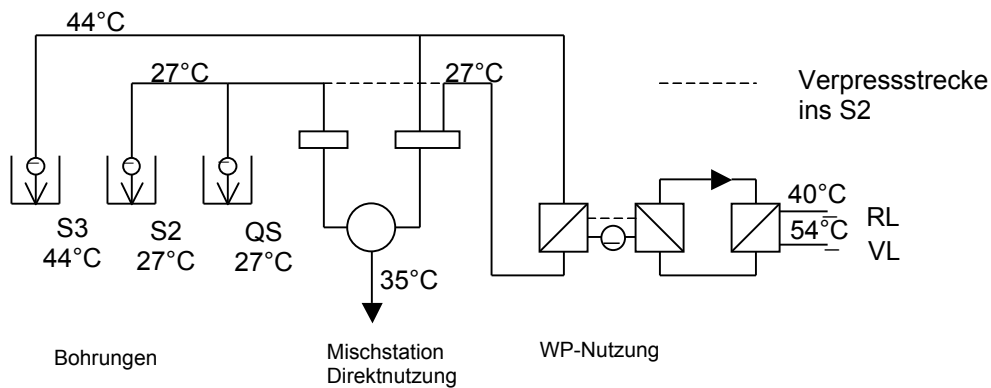 44°C
27°C
27°C
Verpressstrecke
ins S2
40°C
RL
54°C
VL
S3
44°C
S2
27°C
QS
27°C
35°C
Bohrungen
Mischstation
Direktnutzung
WP-Nutzung